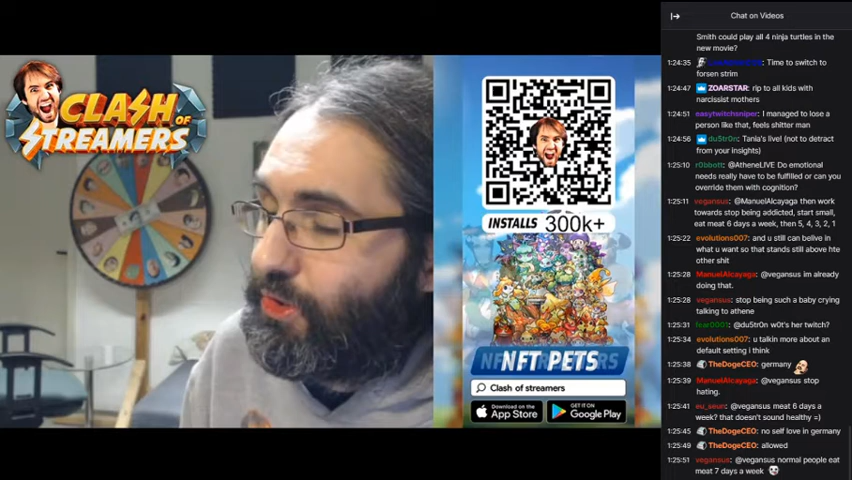 CLASH OF
STREAMERS
INSTALLS 300k+
NFT PETS
Clash of streamers
Download on the
App Store
GET IT ON
Google Play
Chat on Videos
Smith could play all 4 ninja turtles in the
new movie?
1:24:35 : Time to switch to
forsen strim
1:24:47 ZOARSTAR: rip to all kids with
narcissist mothers
1:24:51 easytwitchsniper: I managed to lose a
person like that, feels shitter man
1:24:56 du5tr0n: Tania's live! (not to detract
from your insights)
1:25:10 r0bbott: @AtheneLIVE Do emotional
needs really have to be fulfilled or can you
override them with cognition?
1:25:11 vegansus: @ManuelAlcayaga then work
towards stop being addicted, start small,
eat meat 6 days a week, then 5, 4, 3, 2, 1
1:25:22 evolutions007: and u still can belive in
what u want so that stands still above hte
other shit
1:25:28 ManuelAlcayaga: @vegansus im already
doing that.
1:25:28 vegansus: stop being such a baby crying
talking to athene
1:25:31 fear0001: @du5tr0n w0t's her twitch?
1:25:34 evolutions007: u talkin more about an
default setting i think
1:25:38 TheDogeCEO: germany
1:25:39 ManuelAlcayaga: @vegansus stop
hating.
1:25:41 eu_seun: @vegansus meat 6 days a
week? that doesn't sound healthy =)
1:25:45 TheDogeCEO: no self love in germany
1:25:49 TheDogeCEO: allowed
1:25:51 vegansus: @vegansus normal people eat
meat 7 days a week